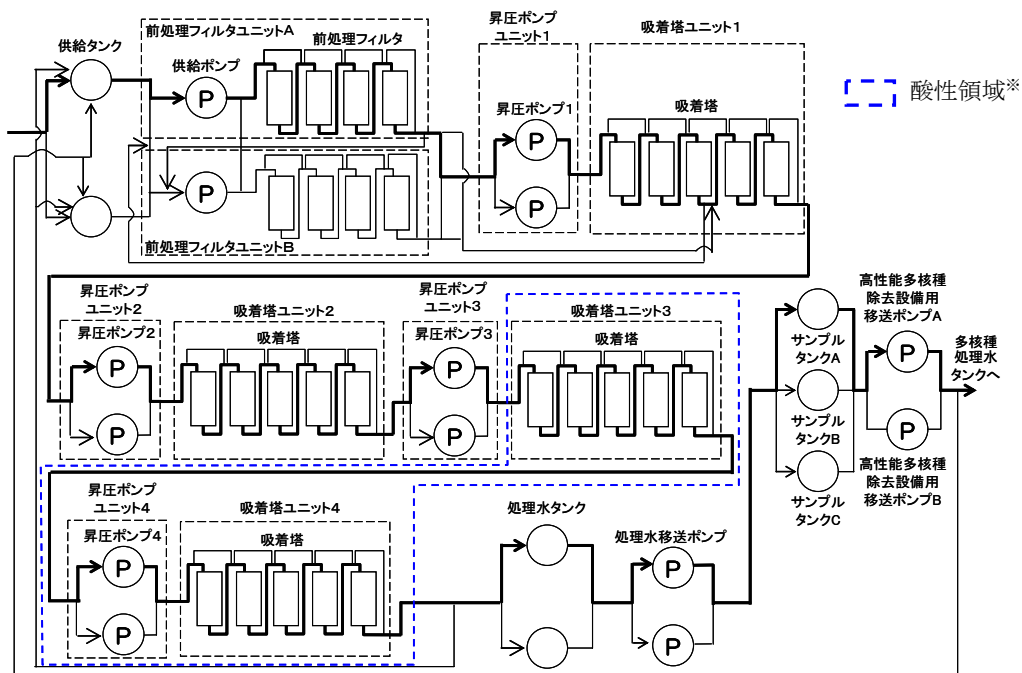 前処理フィルタユニットA
前処理フィルタ
供給タンク
供給ポンプ
P
P
前処理フィルタユニットB
昇圧ポンプ
ユニット1
昇圧ポンプ1
P
P
吸着塔ユニット1
吸着塔
酸性領域※
昇圧ポンプ
ユニット2
昇圧ポンプ2
P
P
吸着塔ユニット2
吸着塔
昇圧ポンプ
ユニット3
昇圧ポンプ3
P
P
吸着塔ユニット3
吸着塔
サンプル
タンクA
サンプル
タンクB
サンプル
タンクC
高性能多核種
除去設備用
移送ポンプA
P
P
高性能多核種
除去設備用
移送ポンプB
多核種
処理水
タンクへ
昇圧ポンプ
ユニット4
昇圧ポンプ4
P
P
吸着塔ユニット4
吸着塔
処理水タンク
処理水移送ポンプ
P
P